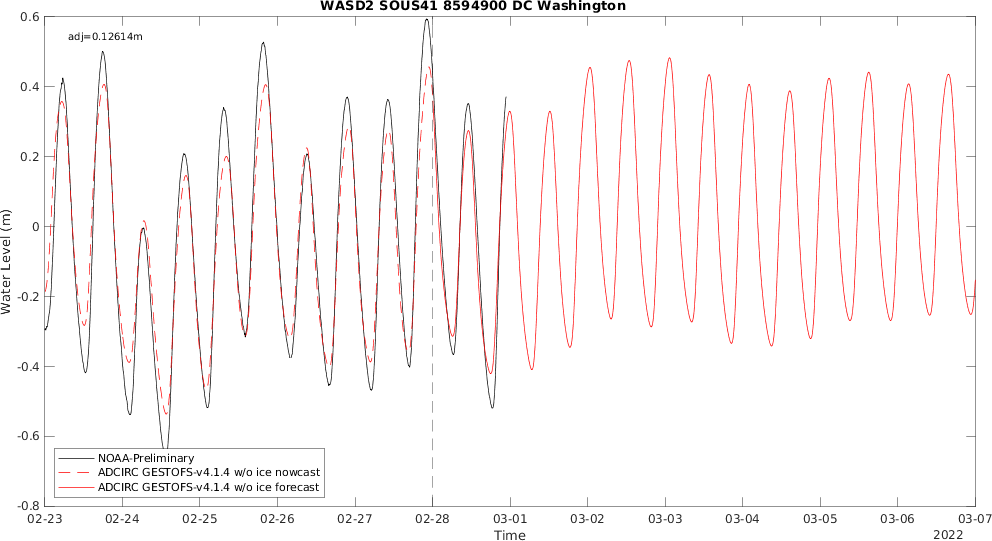 WASD2 SOUS41 8594900 DC Washington
adj=0.12614m
0.6
0.4
0.2
0
-0.2
-0.4
-0.6
-0.8
Water Level (m)
NOAA-Preliminary
ADCIRC GESTOFS-v4.1.4 w/o ice nowcast
ADCIRC GESTOFS-v4.1.4 w/o ice forecast
02-23 02-24 02-25 02-26 02-27 02-28 03-01 03-02 03-03 03-04 03-05 03-06 03-07
Time
2022